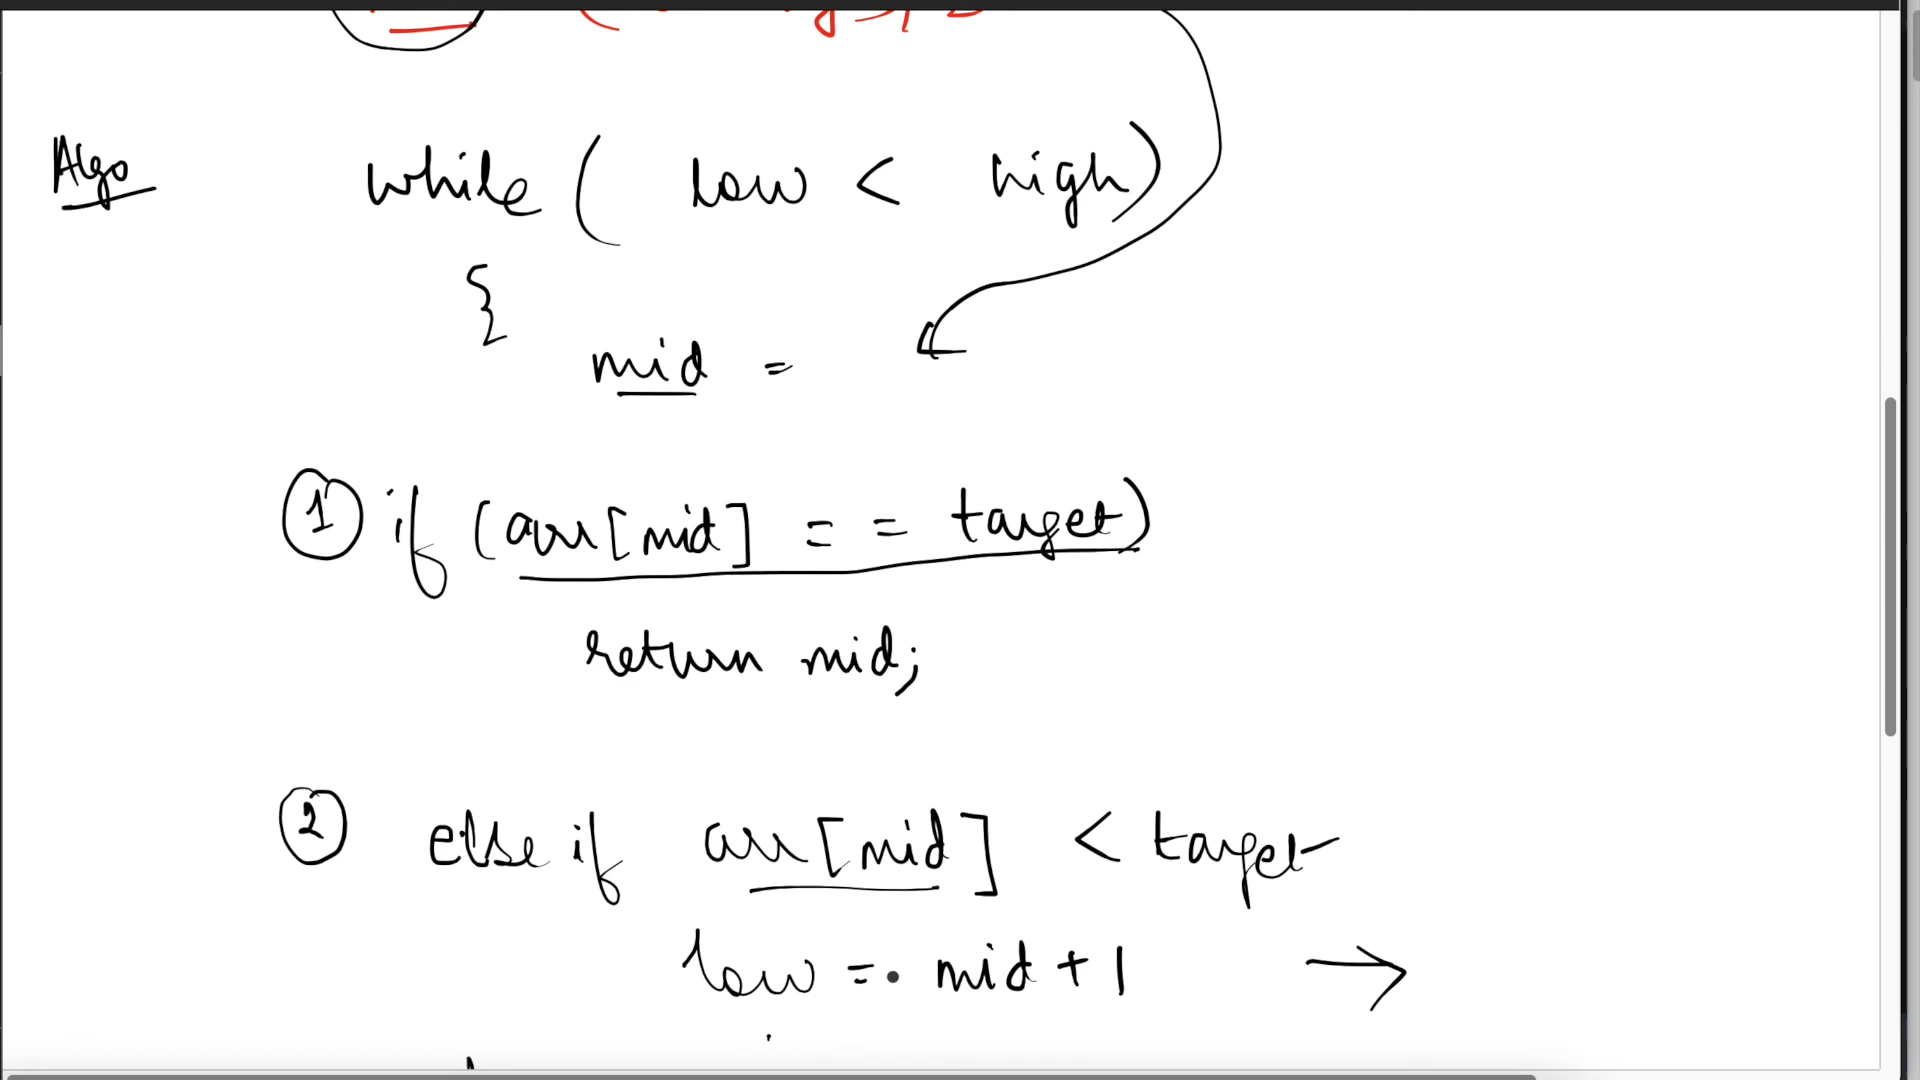 Algo while ( low < high)
{
mid =
1 if (arr[mid] == target)
return mid;
2 else if arr[mid] < target
low = mid + 1